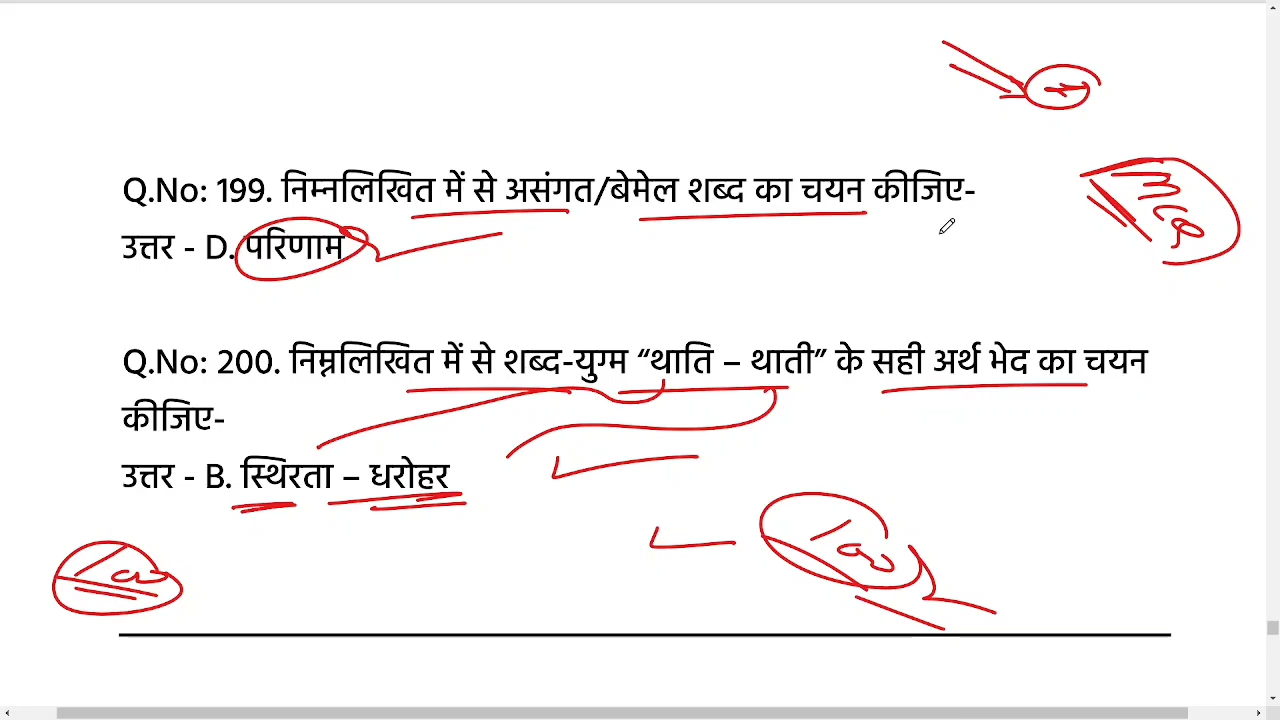 Q.No: 199. निम्नलिखित में से असंगत/बेमेल शब्द का चयन कीजिए-
उत्तर - D. परिणाम
Q.No: 200. निम्नलिखित में से शब्द-युग्म “थाति – थाती” के सही अर्थ भेद का चयन
कीजिए-
उत्तर - B. स्थिरता – धरोहर